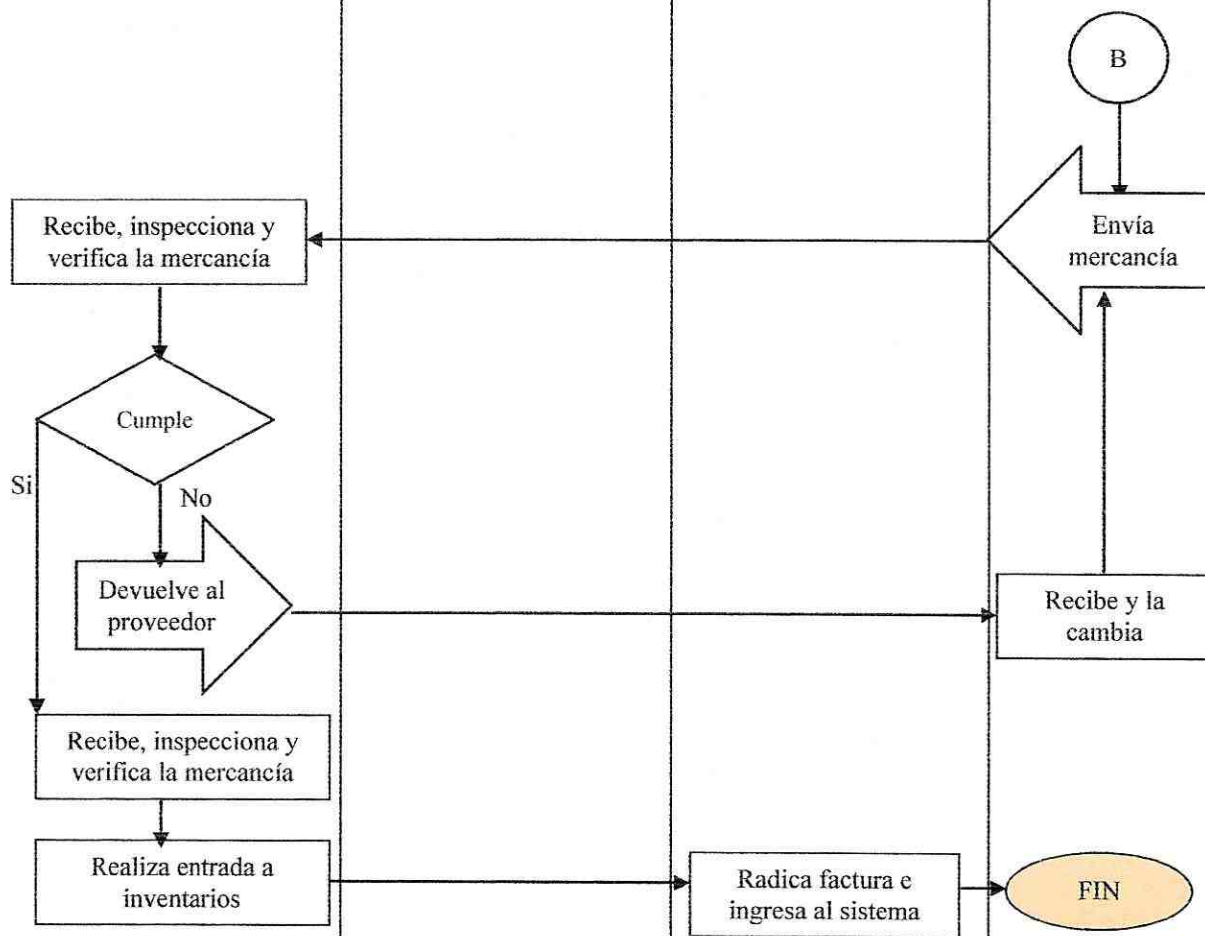 B
Envía
mercancía
Recibe, inspecciona y
verifica la mercancía
Cumple
Si
No
Devuelve al
proveedor
Recibe y la
cambia
Recibe, inspecciona y
verifica la mercancía
Realiza entrada a
inventarios
Radica factura e
ingresa al sistema
FIN